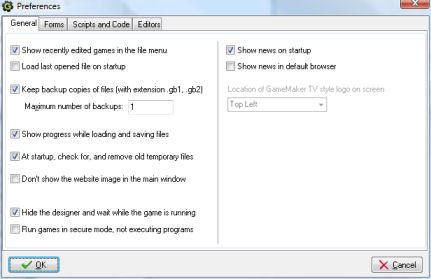 Preferences
General Forms Scripts and Code Editors
Show recently edited games in the file menu
Load last opened file on startup
Keep backup copies of files (with extension .gb1, .gb2)
Maximum number of backups: 1
Show progress while loading and saving files
At startup, check for, and remove old temporary files
Don't show the website image in the main window
Hide the designer and wait while the game is running
Run games in secure mode, not executing programs
Show news on startup
Show news in default browser
Location of GameMaker TV style logo on screen
Top Left
OK
Cancel